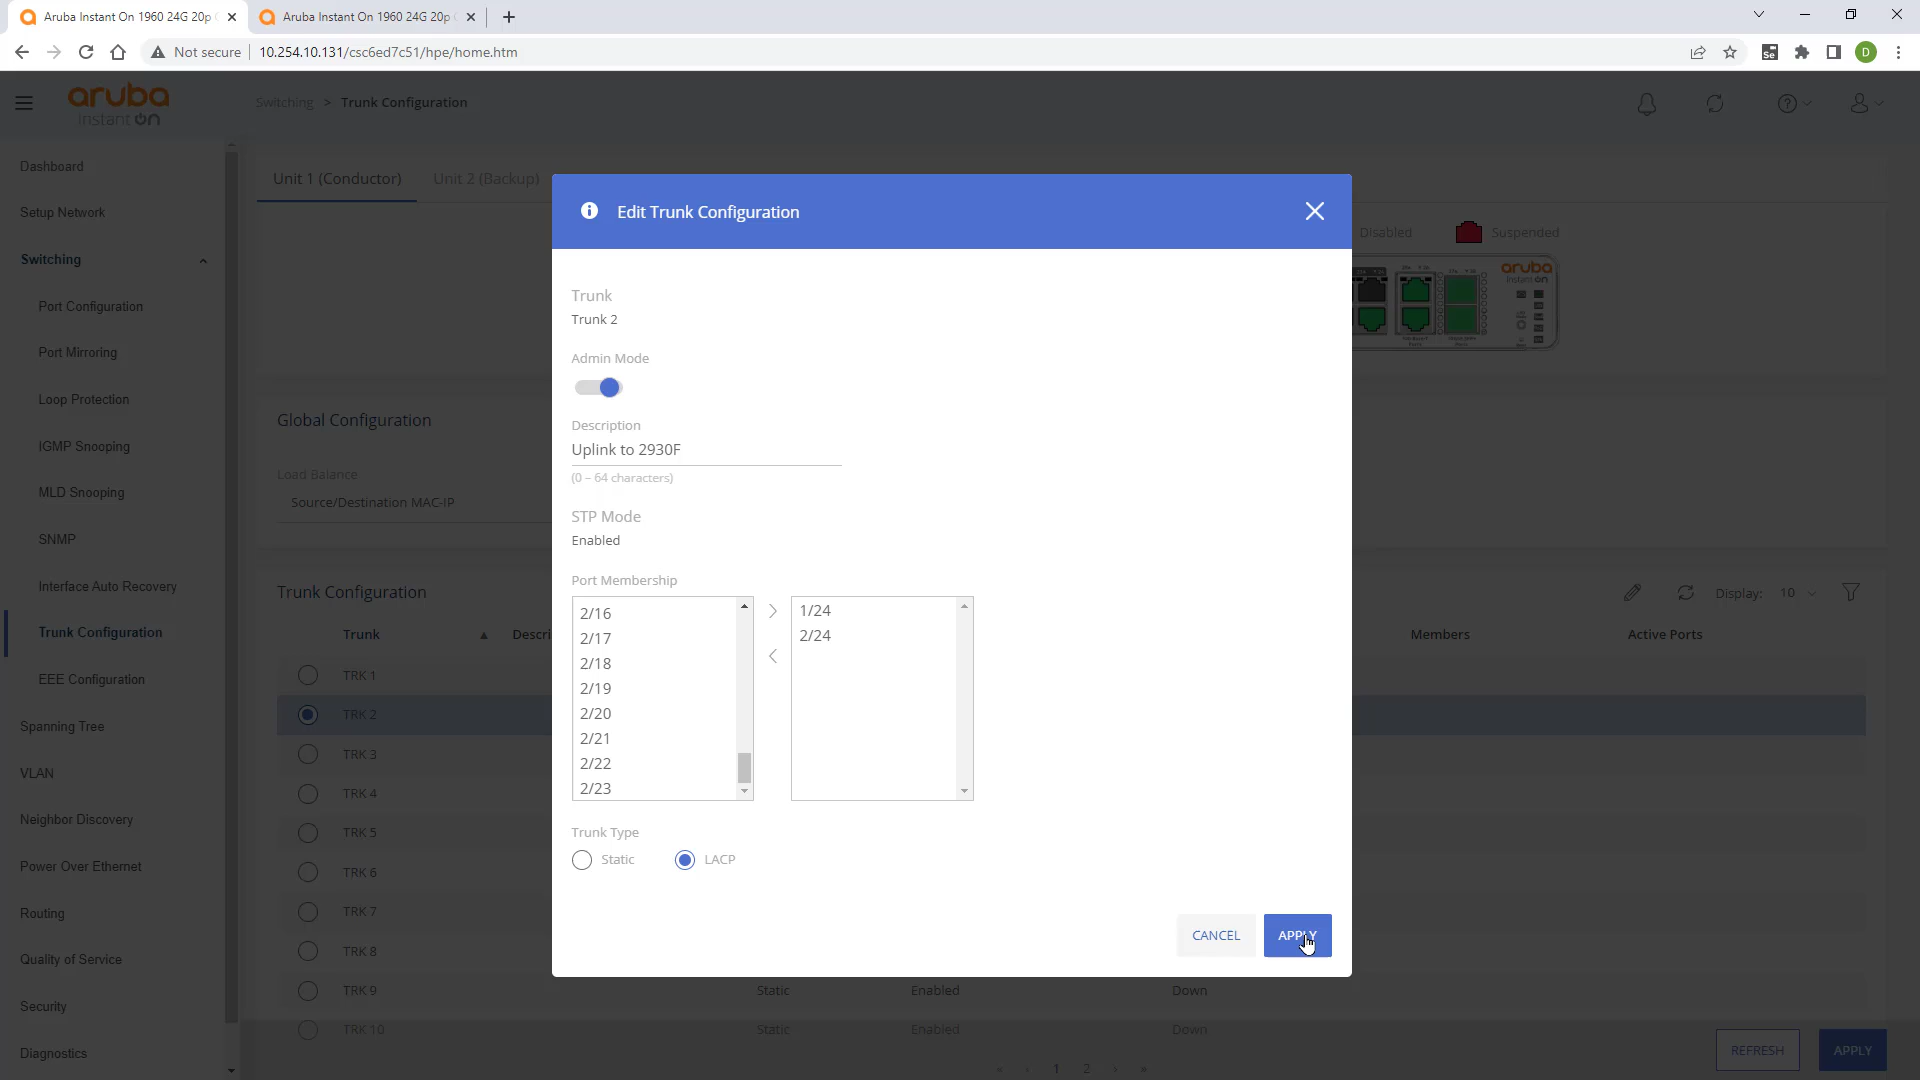 Aruba Instant On 1960 24G 20p
Aruba Instant On 1960 24G 20p
Not secure
10.254.10.131/csc6ed7c51/hpe/home.htm
Se
D
aruba
instant on
Switching > Trunk Configuration
Dashboard
Setup Network
Switching
Port Configuration
Port Mirroring
Loop Protection
IGMP Snooping
MLD Snooping
SNMP
Interface Auto Recovery
Trunk Configuration
EEE Configuration
Spanning Tree
VLAN
Neighbor Discovery
Power Over Ethernet
Routing
Quality of Service
Security
Diagnostics
Unit 1 (Conductor)
Unit 2 (Backup)
Disabled
Suspended
aruba
instant on
Global Configuration
Load Balance
Source/Destination MAC-IP
Trunk Configuration
Display: 10
Trunk
Descri
Members
Active Ports
TRK 1
TRK 2
TRK 3
TRK 4
TRK 5
TRK 6
TRK 7
TRK 8
TRK 9 Static Enabled Down
TRK 10 Static Enabled Down
« ‹ 1 2 › »
REFRESH
APPLY
Edit Trunk Configuration
Trunk
Trunk 2
Admin Mode
Description
Uplink to 2930F
(0 – 64 characters)
STP Mode
Enabled
Port Membership
2/16
2/17
2/18
2/19
2/20
2/21
2/22
2/23
1/24
2/24
Trunk Type
Static
LACP
CANCEL
APPLY